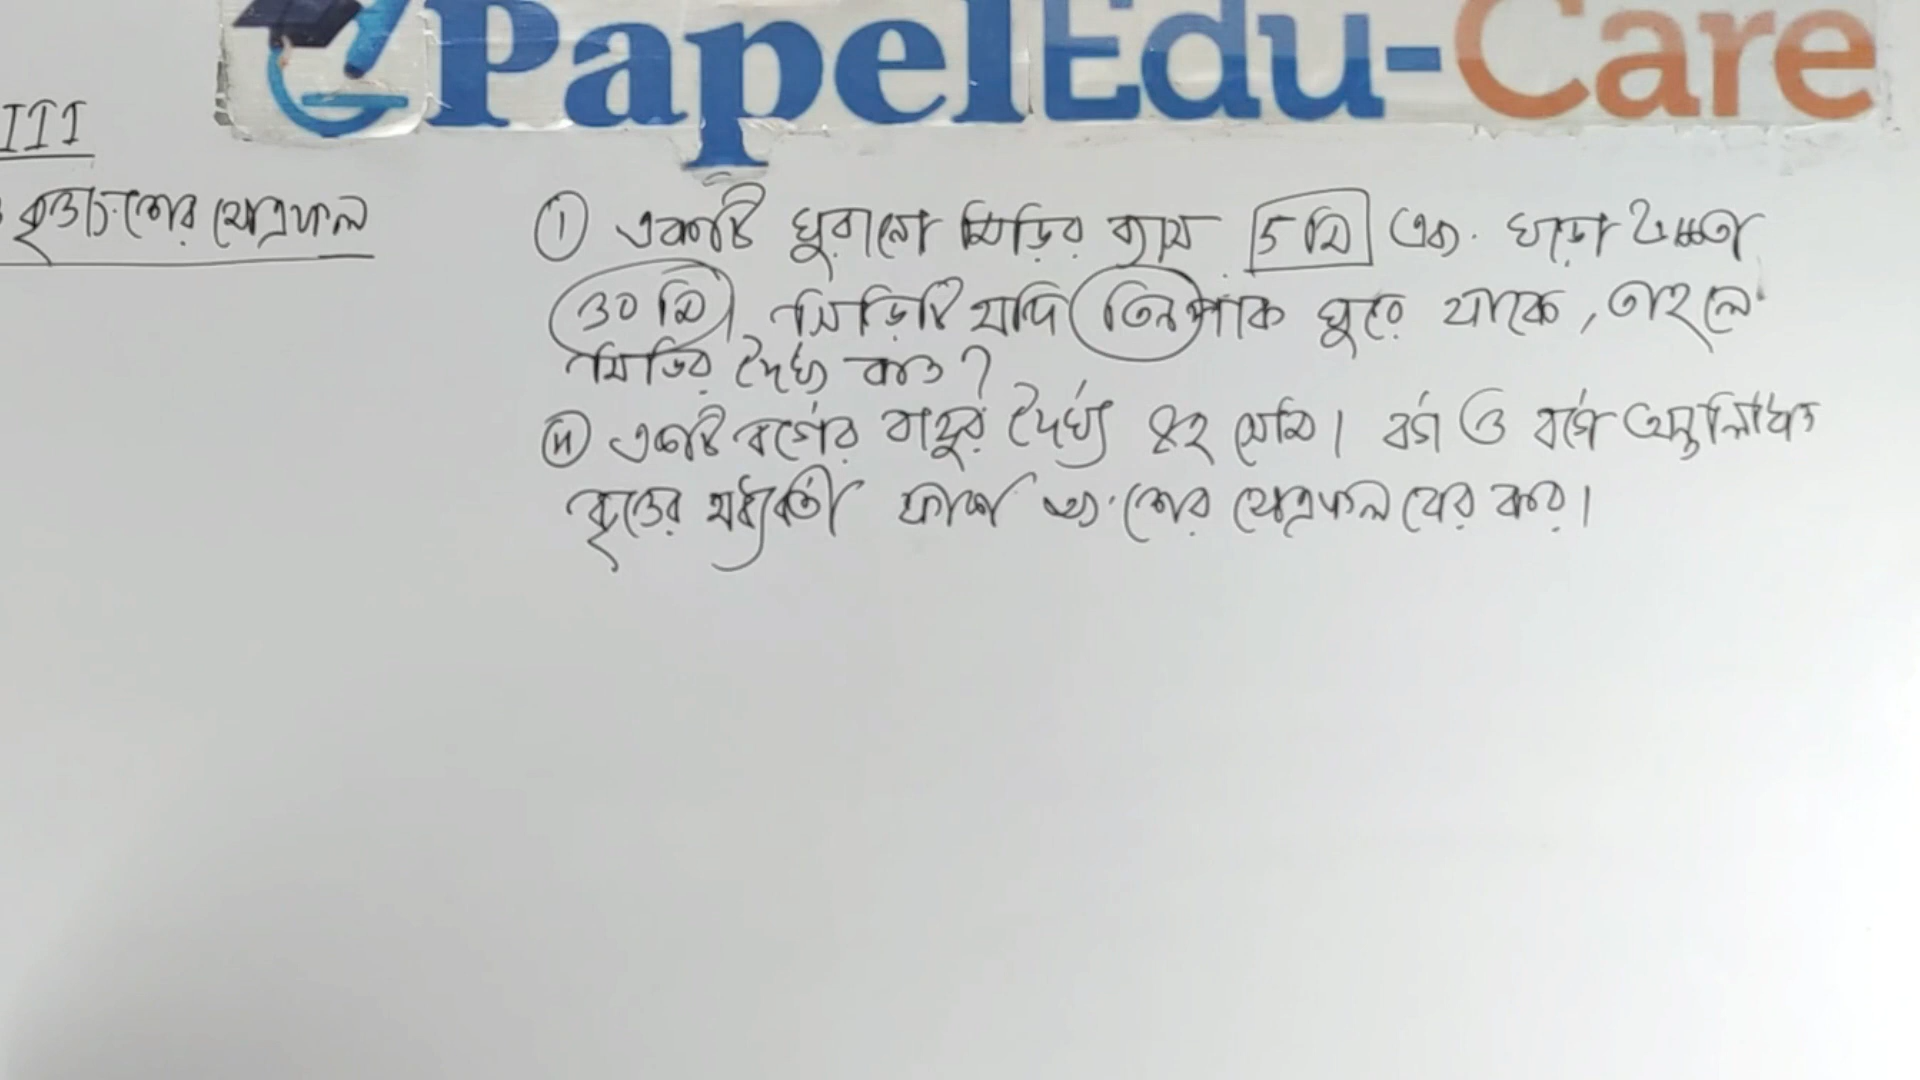 PapelEdu-Care
III
বৃত্তাংশের ক্ষেত্রফল
① একটি ঘুরানো সিঁড়ির ব্যাস 5 মি এবং খাড়া উচ্চতা
30 মি। সিঁড়িটি যদি তিন পাক ঘুরে থাকে, তাহলে
সিঁড়ির দৈর্ঘ্য কত?
② একটি বর্গের বাহুর দৈর্ঘ্য ৪২ সেমি। বর্গ ও বর্গে অন্তর্লিখিত
বৃত্তের মধ্যবর্তী ফাঁকা অংশের ক্ষেত্রফল বের কর।